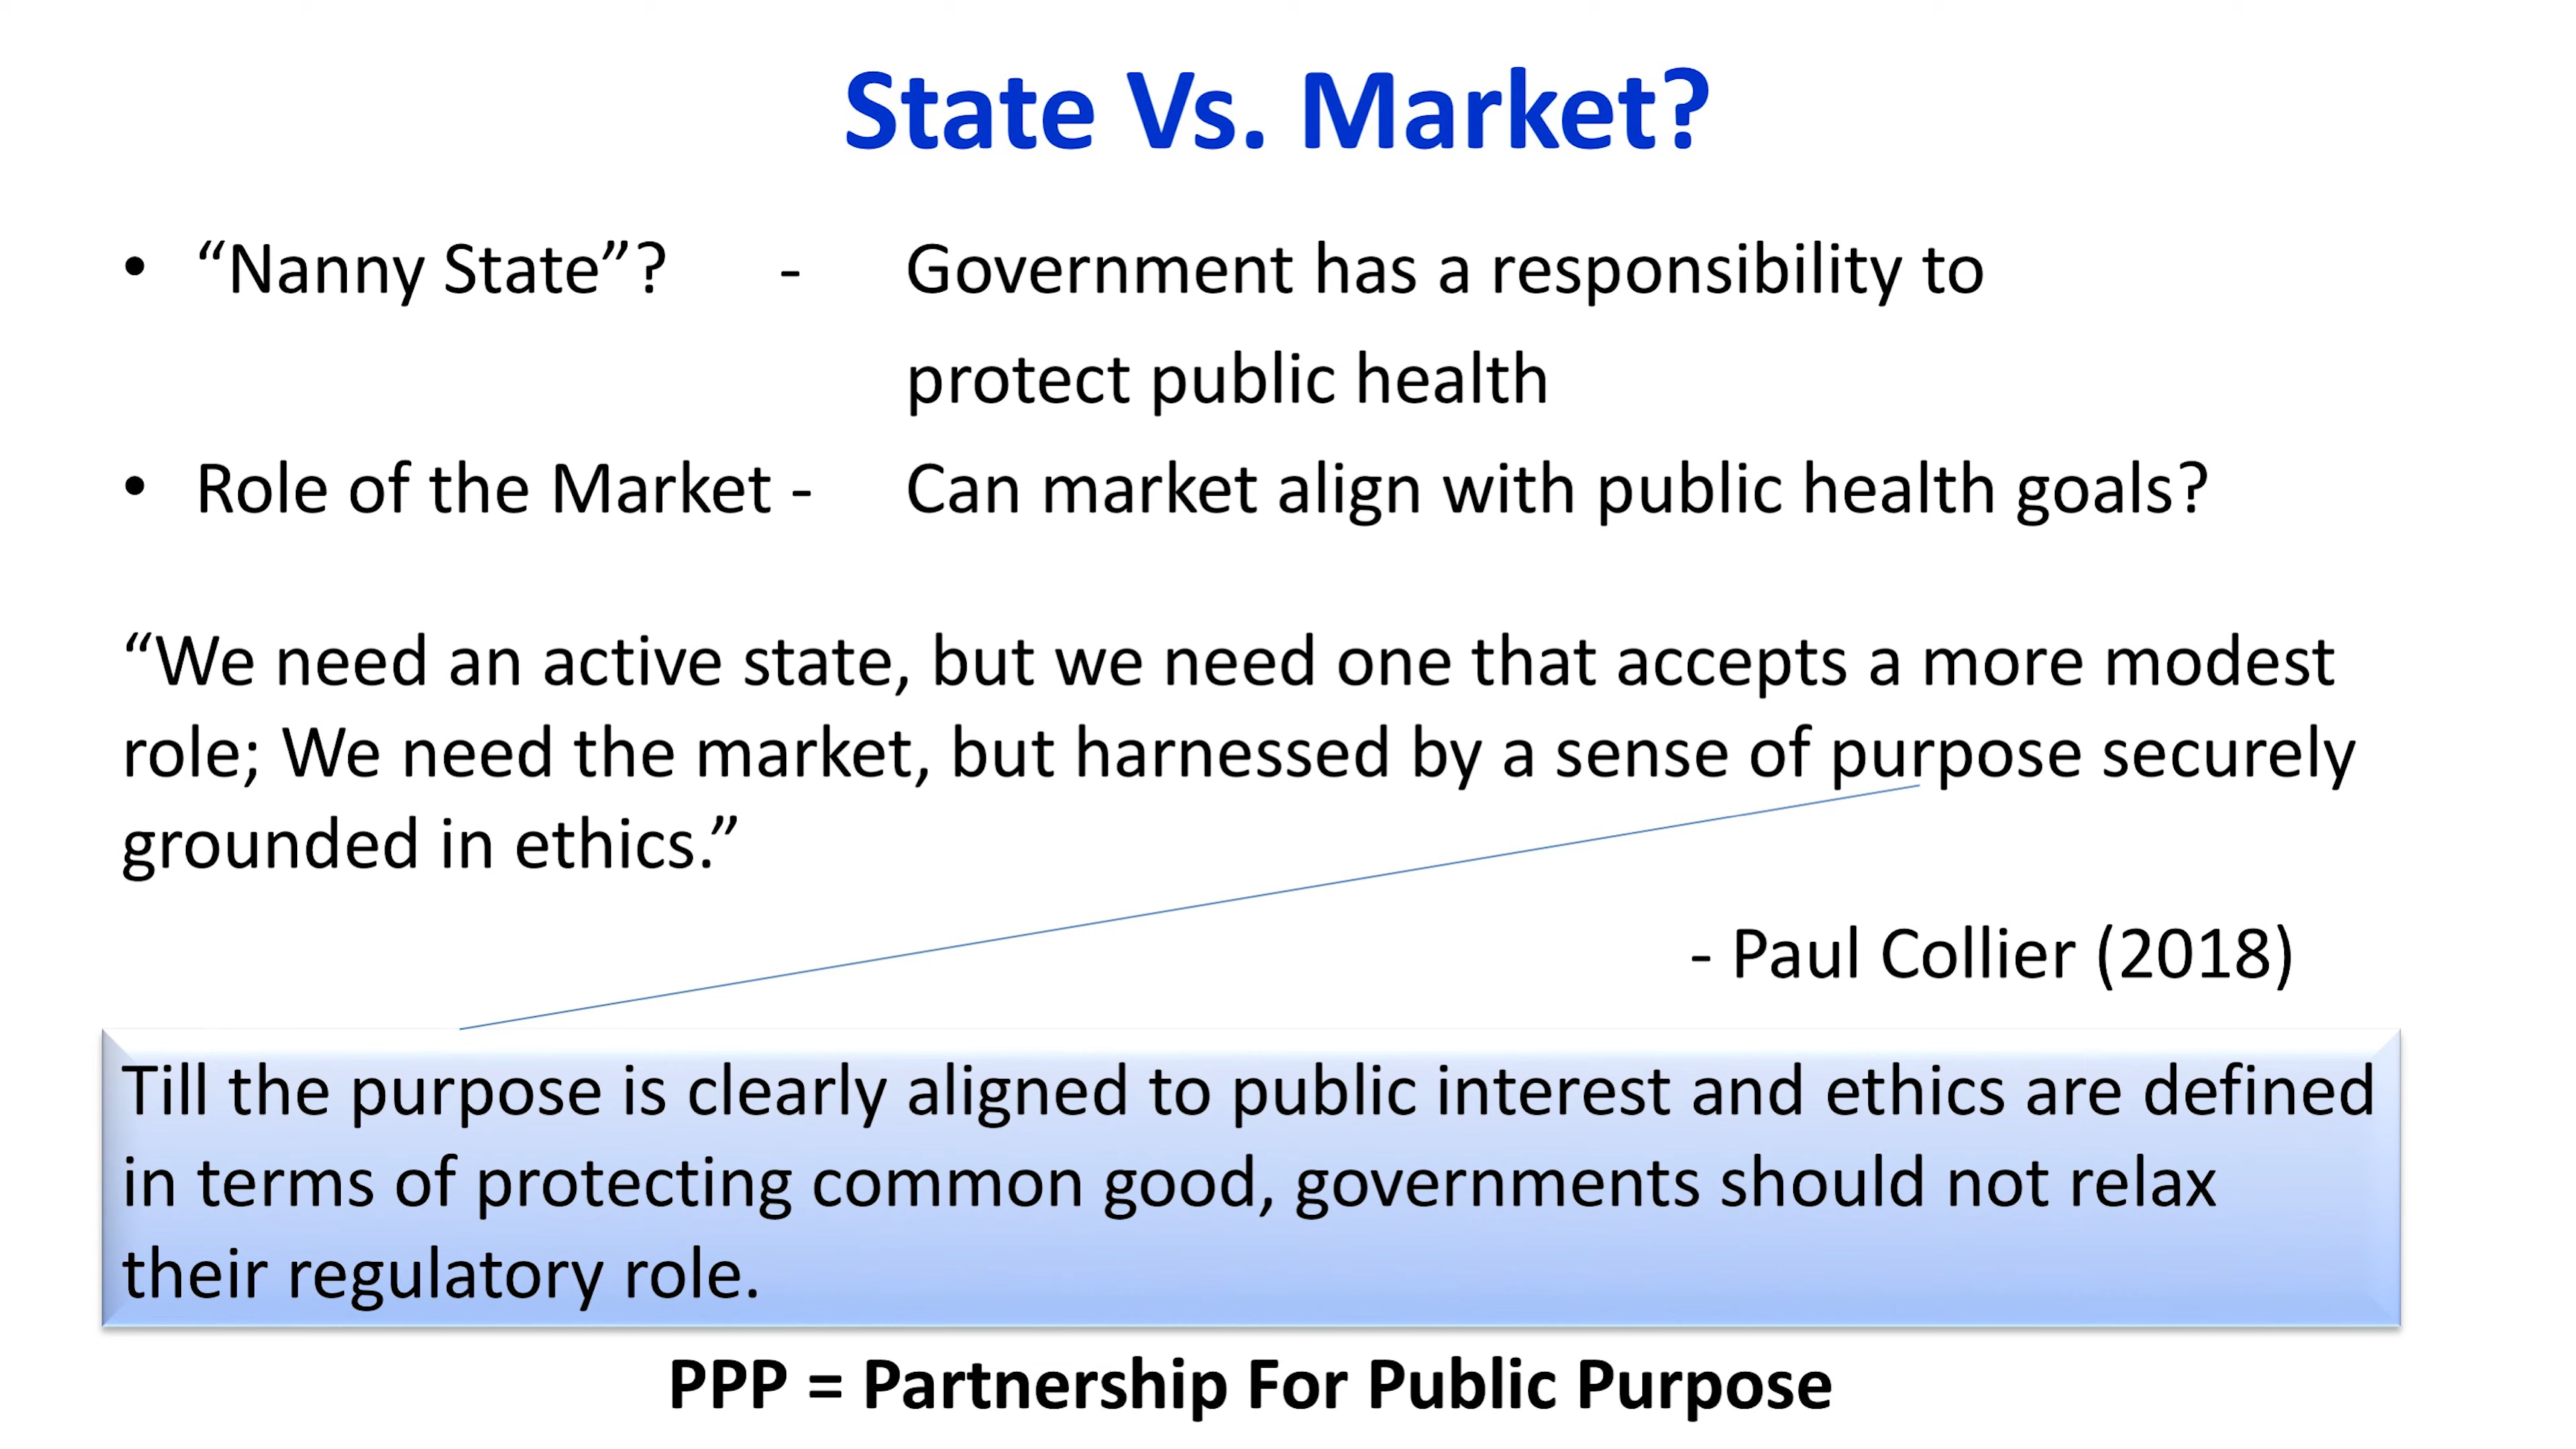 State Vs. Market?
• “Nanny State”? - Government has a responsibility to
protect public health
• Role of the Market - Can market align with public health goals?
“We need an active state, but we need one that accepts a more modest
role; We need the market, but harnessed by a sense of purpose securely
grounded in ethics.”
- Paul Collier (2018)
Till the purpose is clearly aligned to public interest and ethics are defined
in terms of protecting common good, governments should not relax
their regulatory role.
PPP = Partnership For Public Purpose